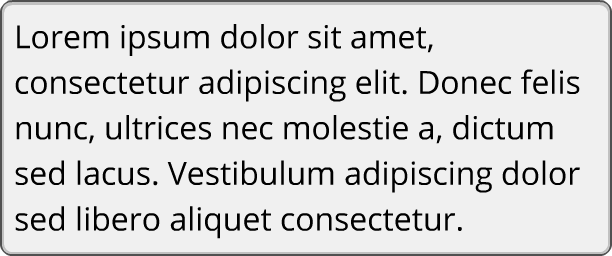 Lorem ipsum dolor sit amet,
consectetur adipiscing elit. Donec felis
nunc, ultrices nec molestie a, dictum
sed lacus. Vestibulum adipiscing dolor
sed libero aliquet consectetur.